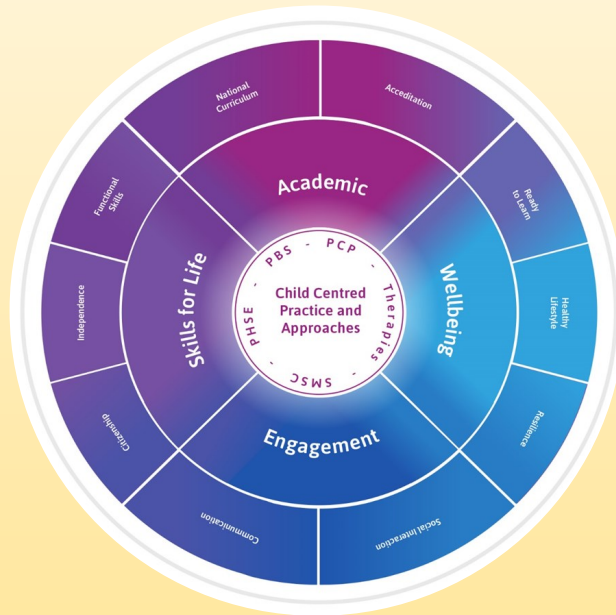 National
Curriculum
Acceditation
Ready
to Learn
Healthy
Lifestyle
Resilience
Social Interaction
Communication
Citizenship
Independence
Functional
Skills
Academic
Wellbeing
Engagement
Skills for Life
PHSE - PBS - PCP - Therapies - SMSC -
Child Centred
Practice and
Approaches